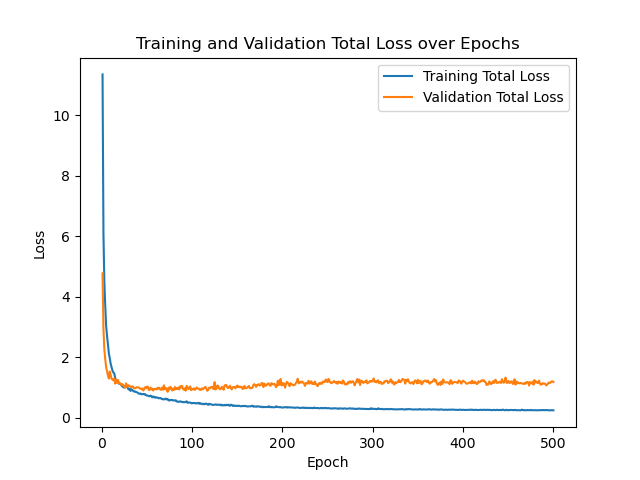 Training and Validation Total Loss over Epochs
Training Total Loss
Validation Total Loss
Loss
10
8
6
4
2
0
0 100 200 300 400 500
Epoch